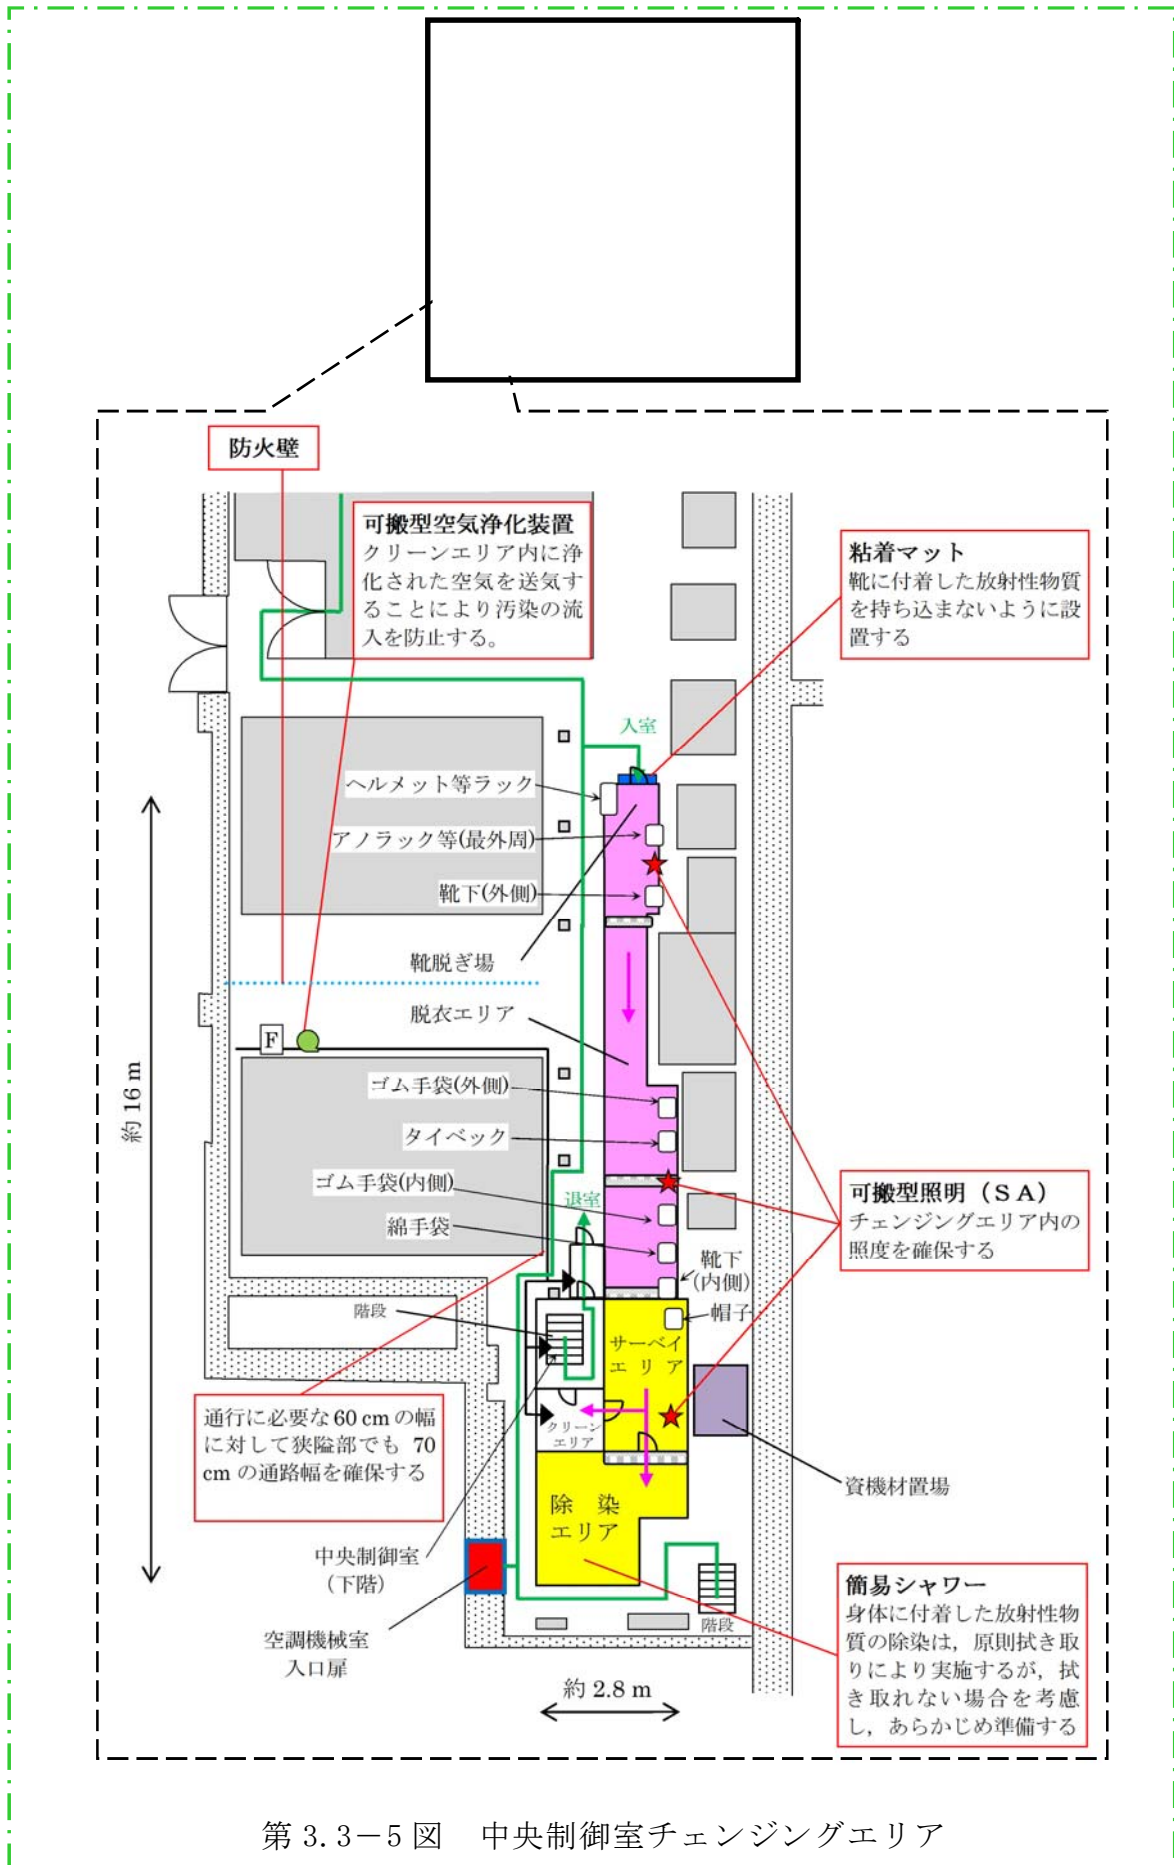 防火壁
可搬型空気浄化装置
クリーンエリア内に浄
化された空気を送気す
ることにより汚染の流
入を防止する。
粘着マット
靴に付着した放射性物質
を持ち込まないように設
置する
入室
ヘルメット等ラック
アノラック等(最外周)
靴下(外側)
靴脱ぎ場
脱衣エリア
F
ゴム手袋(外側)
タイベック
ゴム手袋(内側)
綿手袋
約 16 m
退室
靴下
(内側)
帽子
可搬型照明（ＳＡ）
チェンジングエリア内の
照度を確保する
階段
サーベイ
エ リ ア
クリーン
エリア
通行に必要な 60 cm の幅
に対して狭隘部でも 70
cm の通路幅を確保する
資機材置場
除 染
エリア
中央制御室
(下階)
空調機械室
入口扉
階段
簡易シャワー
身体に付着した放射性物
質の除染は，原則拭き取
りにより実施するが，拭
き取れない場合を考慮
し，あらかじめ準備する
約 2.8 m
第 3.3－5 図　中央制御室チェンジングエリア